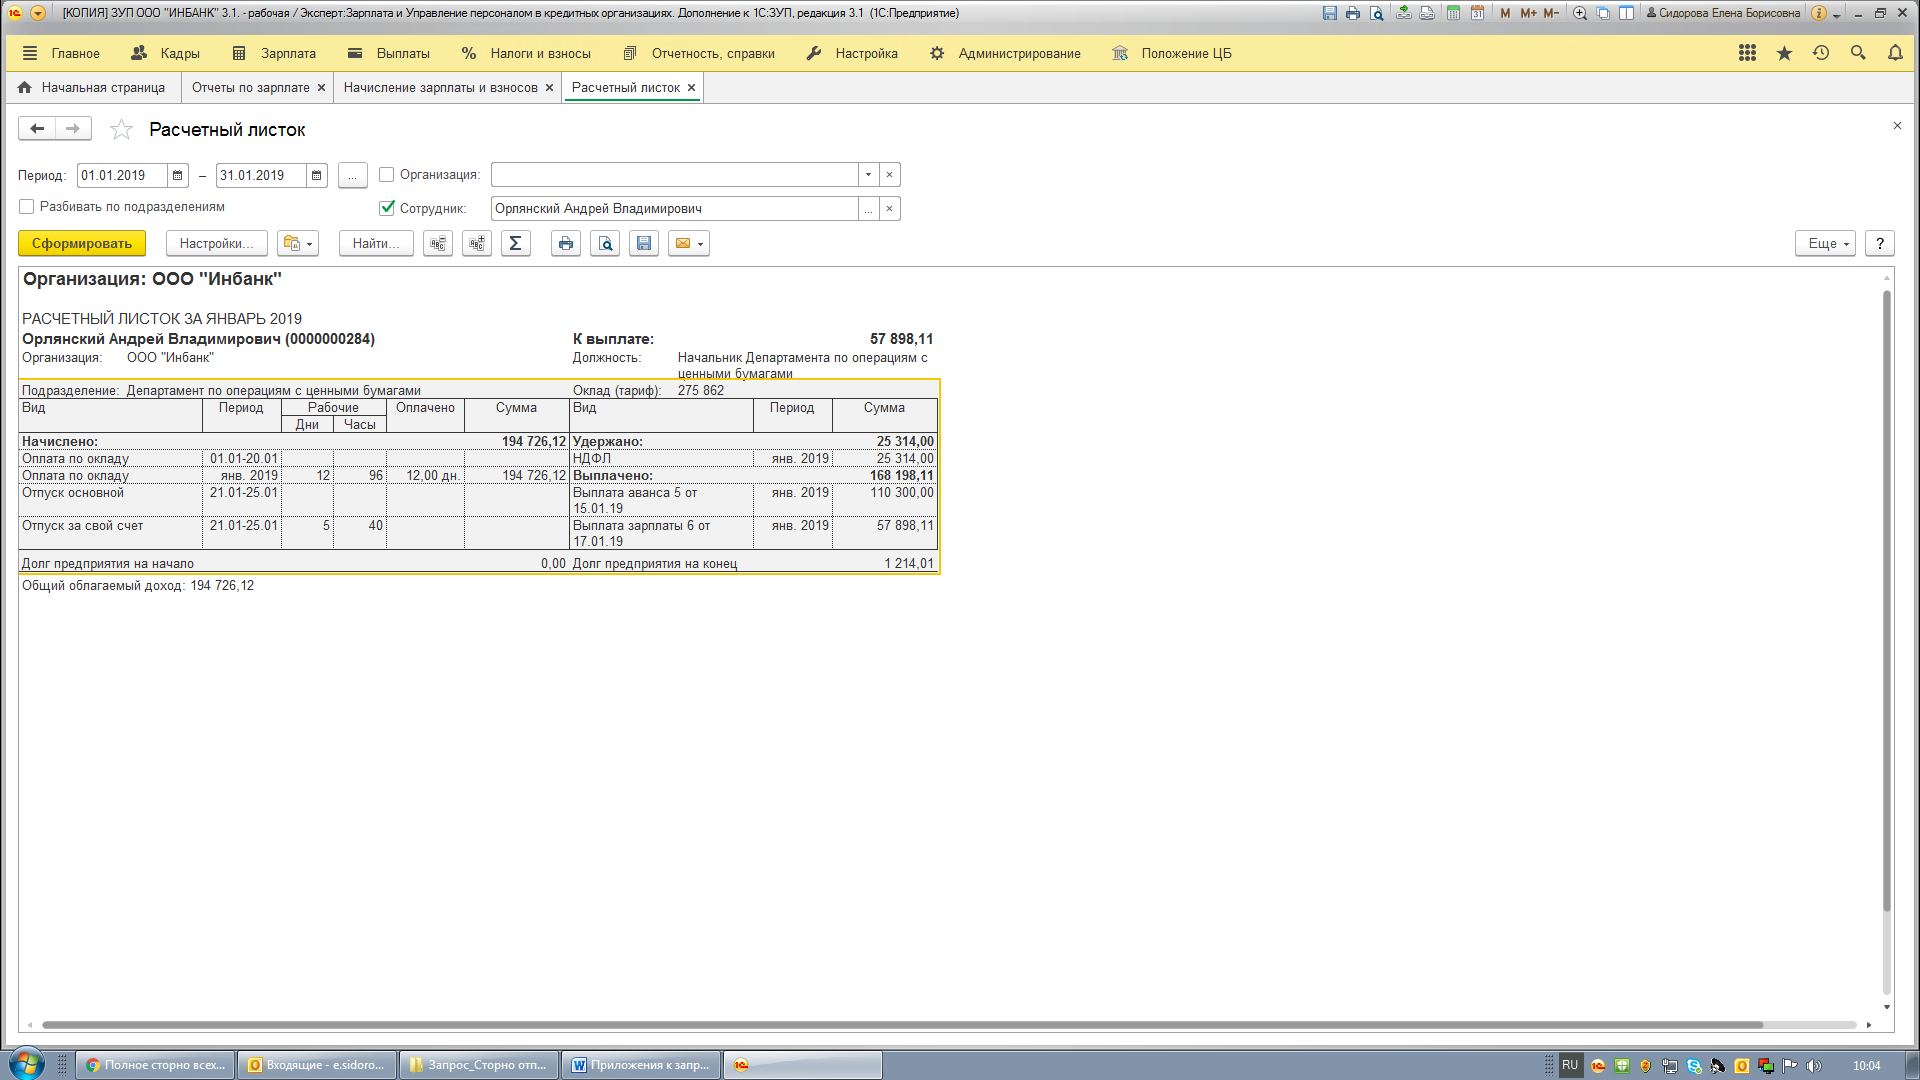 [КОПИЯ] ЗУП ООО "ИНБАНК" 3.1. - рабочая / Эксперт:Зарплата и Управление персоналом в кредитных организациях. Дополнение к 1С:ЗУП, редакция 3.1 (1С:Предприятие)
M M+ M- Сидорова Елена Борисовна
Главное Кадры Зарплата Выплаты Налоги и взносы Отчетность, справки Настройка Администрирование Положение ЦБ
Начальная страница Отчеты по зарплате × Начисление зарплаты и взносов × Расчетный листок ×
Расчетный листок
Период: 01.01.2019 – 31.01.2019 ... Организация:
Разбивать по подразделениям Сотрудник: Орлянский Андрей Владимирович ...
Сформировать Настройки... Найти... Σ Еще ?
Организация: ООО "Инбанк"
РАСЧЕТНЫЙ ЛИСТОК ЗА ЯНВАРЬ 2019
Орлянский Андрей Владимирович (0000000284) К выплате: 57 898,11
Организация: ООО "Инбанк" Должность: Начальник Департамента по операциям с
ценными бумагами
Подразделение: Департамент по операциям с ценными бумагами Оклад (тариф): 275 862
Вид Период Рабочие Оплачено Сумма Вид Период Сумма
Дни Часы
Начислено: 194 726,12 Удержано: 25 314,00
Оплата по окладу 01.01-20.01 НДФЛ янв. 2019 25 314,00
Оплата по окладу янв. 2019 12 96 12,00 дн. 194 726,12 Выплачено: 168 198,11
Отпуск основной 21.01-25.01 Выплата аванса 5 от янв. 2019 110 300,00
15.01.19
Отпуск за свой счет 21.01-25.01 5 40 Выплата зарплаты 6 от янв. 2019 57 898,11
17.01.19
Долг предприятия на начало 0,00 Долг предприятия на конец 1 214,01
Общий облагаемый доход: 194 726,12
Полное сторно всех... Входящие - e.sidoro... Запрос_Сторно отп... Приложения к запр... RU 10:04